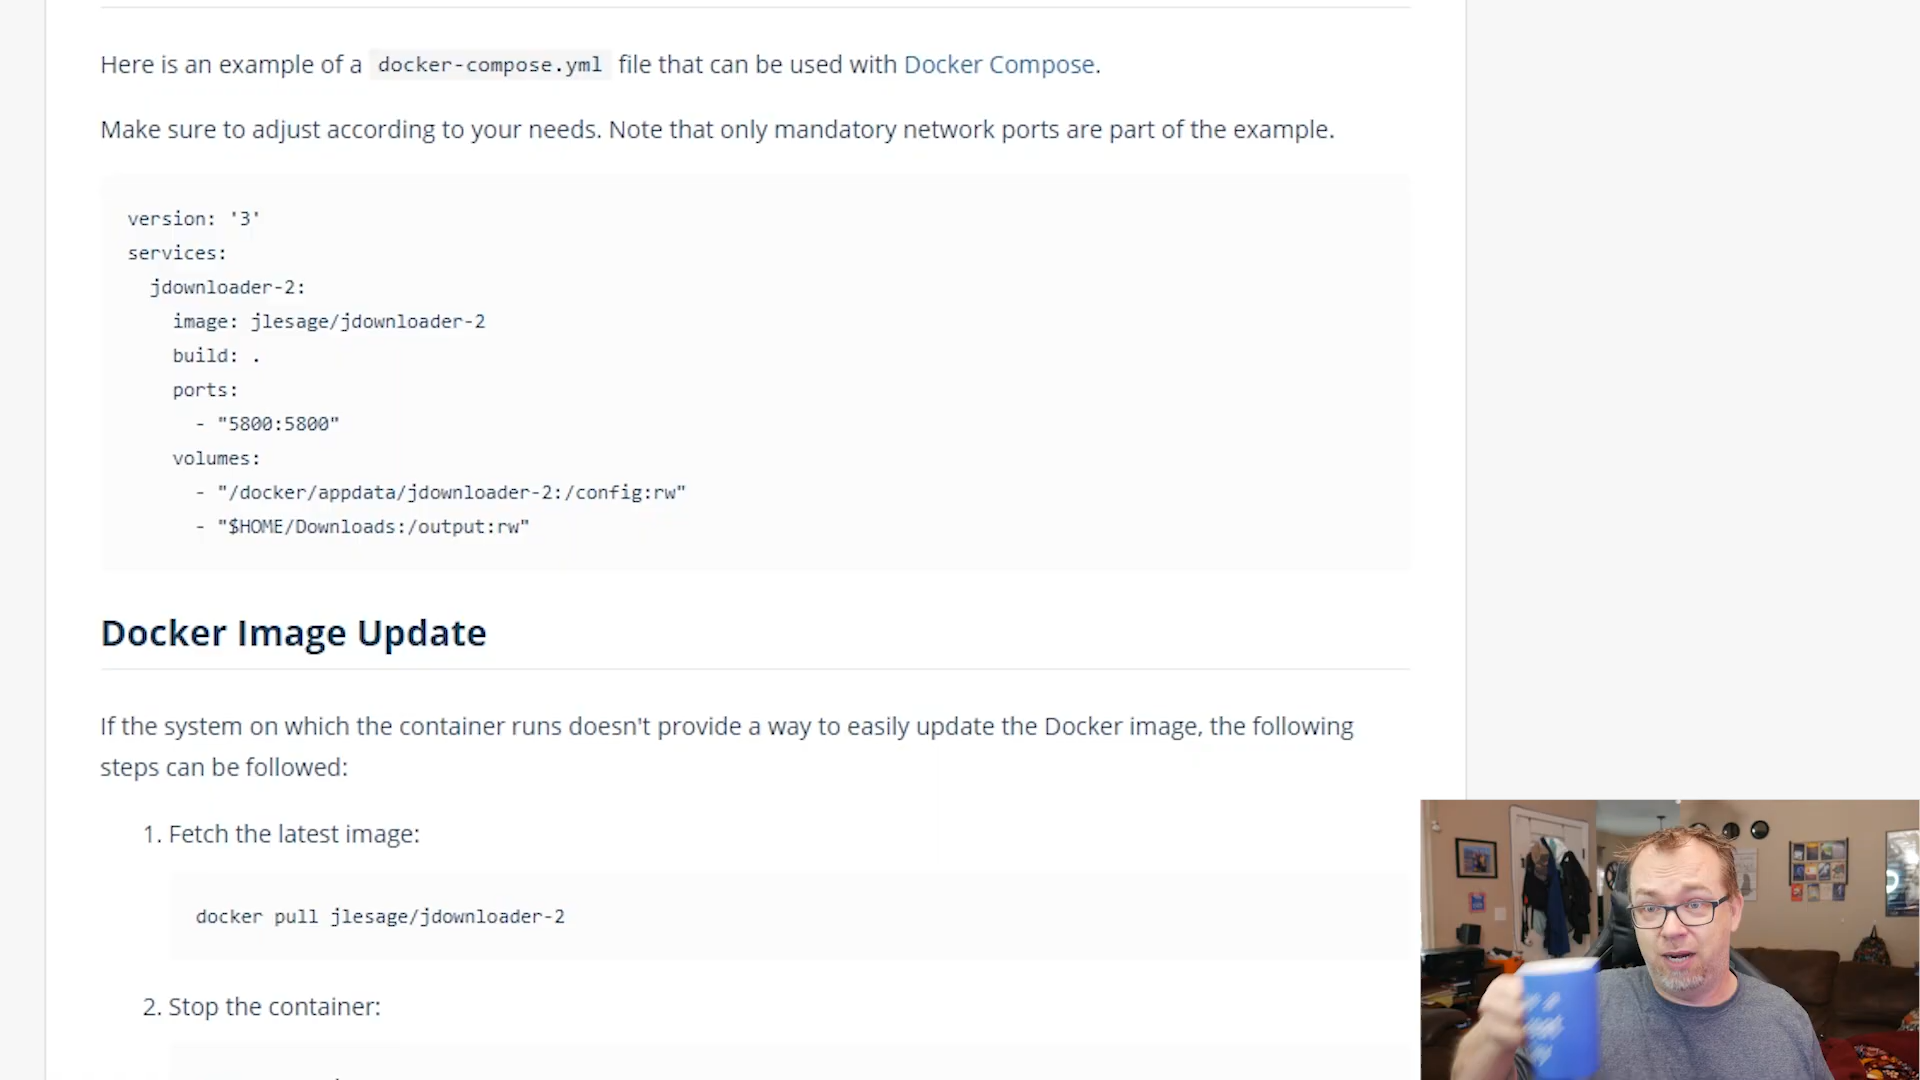 Here is an example of a docker-compose.yml file that can be used with Docker Compose.
Make sure to adjust according to your needs. Note that only mandatory network ports are part of the example.
version: '3'
services:
  jdownloader-2:
    image: jlesage/jdownloader-2
    build: .
    ports:
      - "5800:5800"
    volumes:
      - "/docker/appdata/jdownloader-2:/config:rw"
      - "$HOME/Downloads:/output:rw"
Docker Image Update
If the system on which the container runs doesn't provide a way to easily update the Docker image, the following
steps can be followed:
1. Fetch the latest image:
docker pull jlesage/jdownloader-2
2. Stop the container: